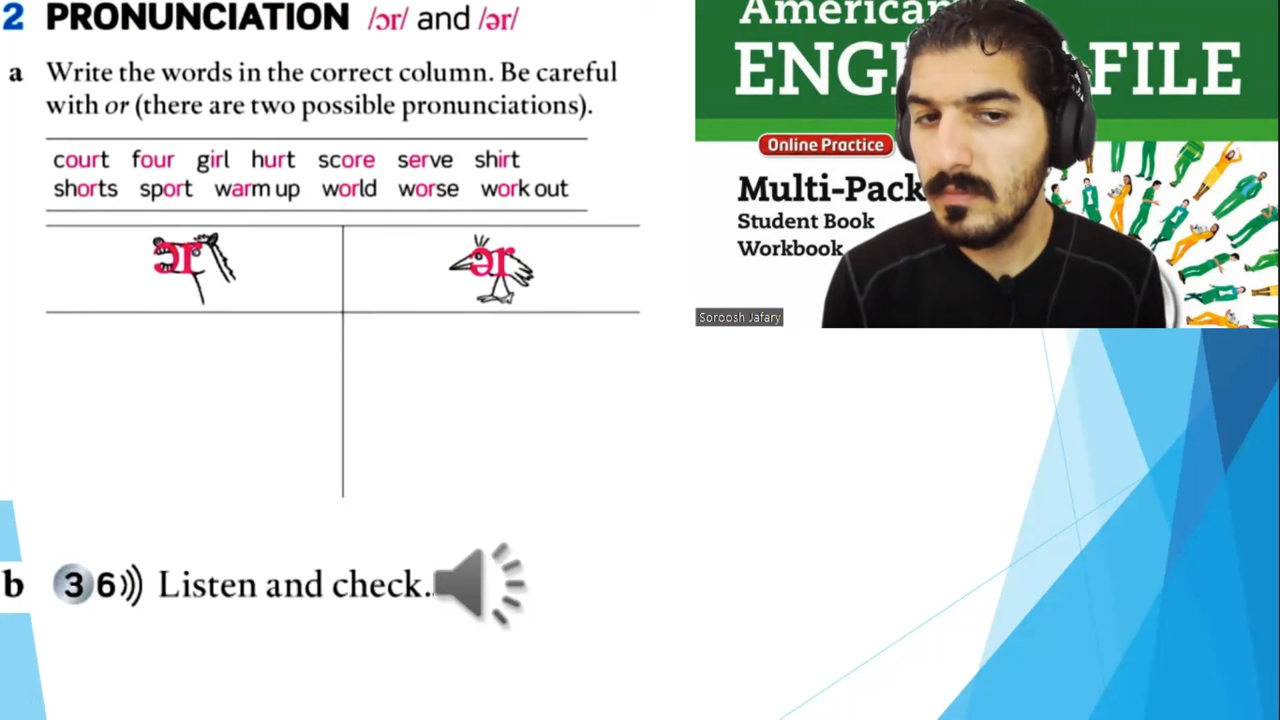 2 PRONUNCIATION /ɔr/ and /ər/
a Write the words in the correct column. Be careful
with or (there are two possible pronunciations).
court four girl hurt score serve shirt
shorts sport warm up world worse work out
ɔr ər
b 3 6 Listen and check.
American
ENG FILE
Online Practice
Multi-Pack
Student Book
Workbook
Soroosh Jafary